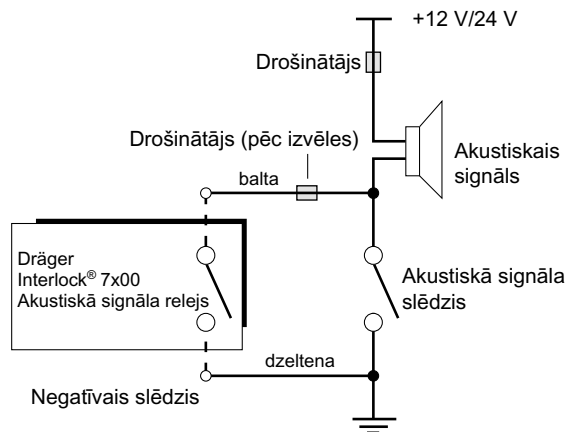 +12 V/24 V
Drošinātājs
Drošinātājs (pēc izvēles)
balta
Akustiskais
signāls
Dräger
Interlock® 7x00
Akustiskā signāla relejs
Akustiskā signāla
slēdzis
dzeltena
Negatīvais slēdzis